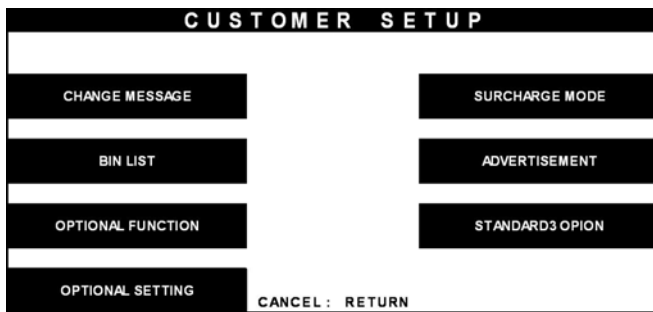 CUSTOMER SETUP
CHANGE MESSAGE
SURCHARGE MODE
BIN LIST
ADVERTISEMENT
OPTIONAL FUNCTION
STANDARD3 OPION
OPTIONAL SETTING
CANCEL : RETURN